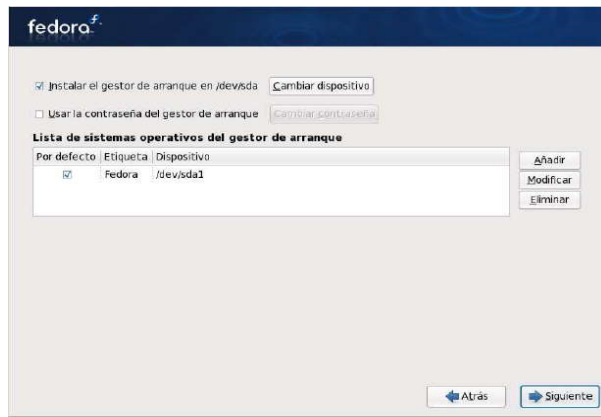 fedora
Instalar el gestor de arranque en /dev/sda Cambiar dispositivo
Usar la contraseña del gestor de arranque Cambiar contraseña
Lista de sistemas operativos del gestor de arranque
Por defecto Etiqueta Dispositivo
Fedora /dev/sda1
Añadir
Modificar
Eliminar
Atrás Siguiente